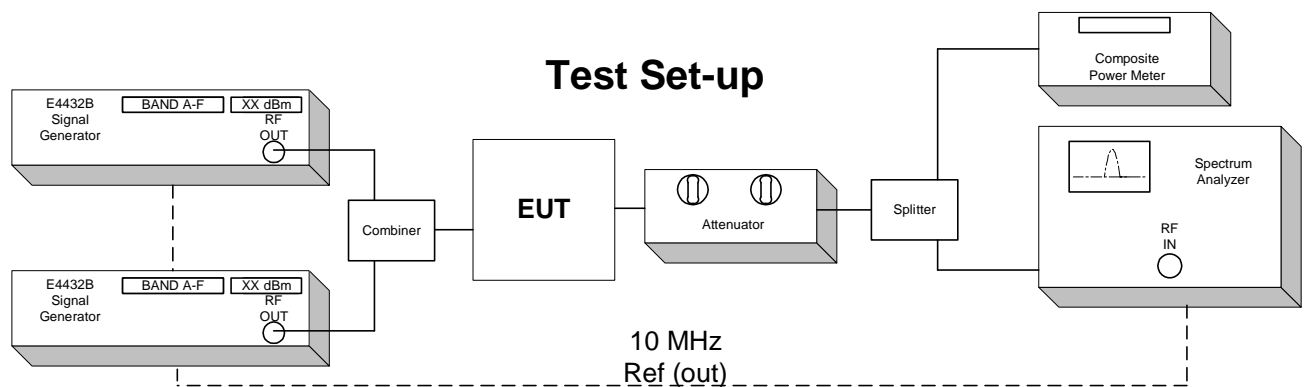 Test Set-up
E4432B
Signal
Generator
BAND A-F
XX dBm
RF
OUT
E4432B
Signal
Generator
BAND A-F
XX dBm
RF
OUT
Combiner
EUT
Attenuator
Splitter
Composite
Power Meter
Spectrum
Analyzer
RF
IN
10 MHz
Ref (out)